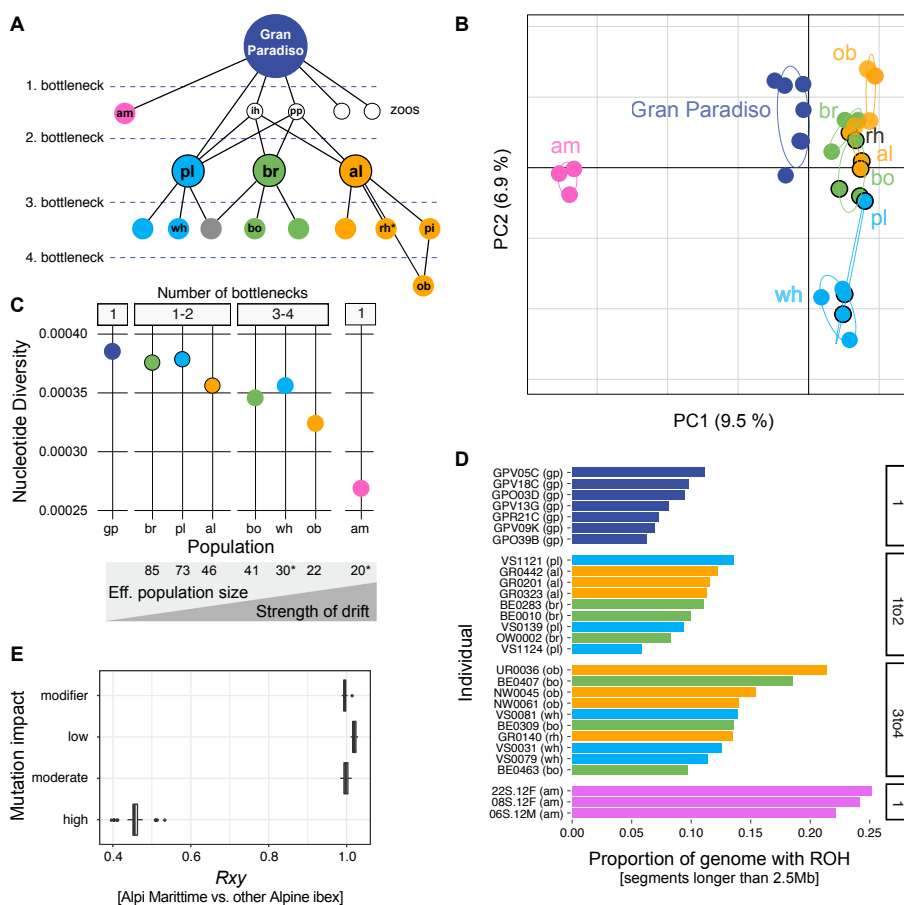 A
Gran
Paradiso
1. bottleneck
am
ih
pp
zoos
2. bottleneck
pl
br
al
3. bottleneck
wh
bo
rh*
pi
4. bottleneck
ob
B
ob
Gran Paradiso
br
rh
am
al
bo
pl
wh
PC2 (6.9 %)
PC1 (9.5 %)
C
Number of bottlenecks
1
1-2
3-4
1
0.00040
0.00035
0.00030
0.00025
Nucleotide Diversity
gp br pl al bo wh ob am
Population
85 73 46 41 30* 22 20*
Eff. population size
Strength of drift
D
GPV05C (gp)
GPV18C (gp)
GPO03D (gp)
GPV13G (gp)
GPR21C (gp)
GPV09K (gp)
GPO39B (gp)
1
VS1121 (pl)
GR0442 (al)
GR0201 (al)
GR0323 (al)
BE0283 (br)
BE0010 (br)
VS0139 (pl)
OW0002 (br)
VS1124 (pl)
1to2
UR0036 (ob)
BE0407 (bo)
NW0045 (ob)
NW0061 (ob)
VS0081 (wh)
BE0309 (bo)
GR0140 (rh)
VS0031 (wh)
VS0079 (wh)
BE0463 (bo)
3to4
22S.12F (am)
08S.12F (am)
06S.12M (am)
1
Individual
0.00 0.05 0.10 0.15 0.20 0.25
Proportion of genome with ROH
[segments longer than 2.5Mb]
E
Mutation impact
modifier
low
moderate
high
0.4 0.6 0.8 1.0
Rxy
[Alpi Marittime vs. other Alpine ibex]